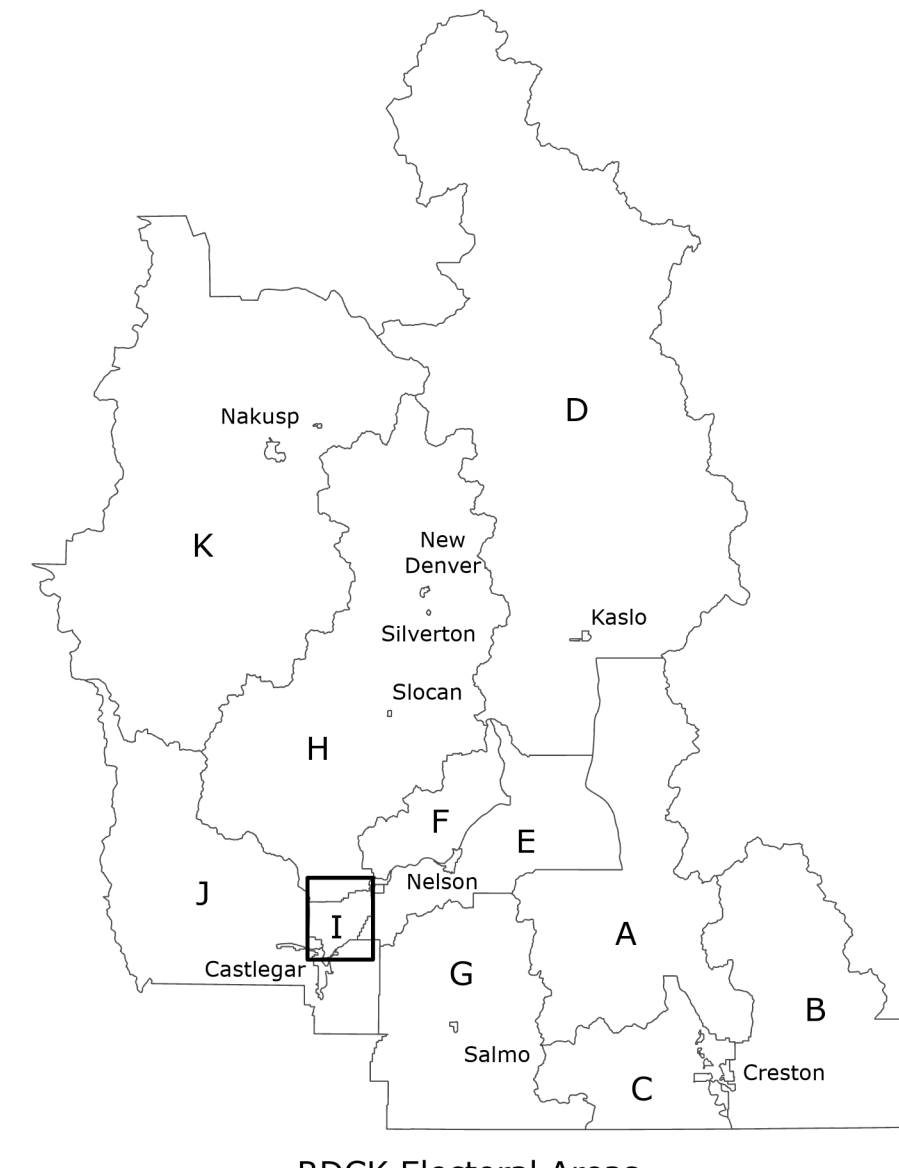 D
Nakusp
K
New
Denver
Kaslo
Silverton
Slocan
H
F
E
Nelson
J
I
A
Castlegar
G
B
Salmo
Creston
C
RDCK Electoral Areas